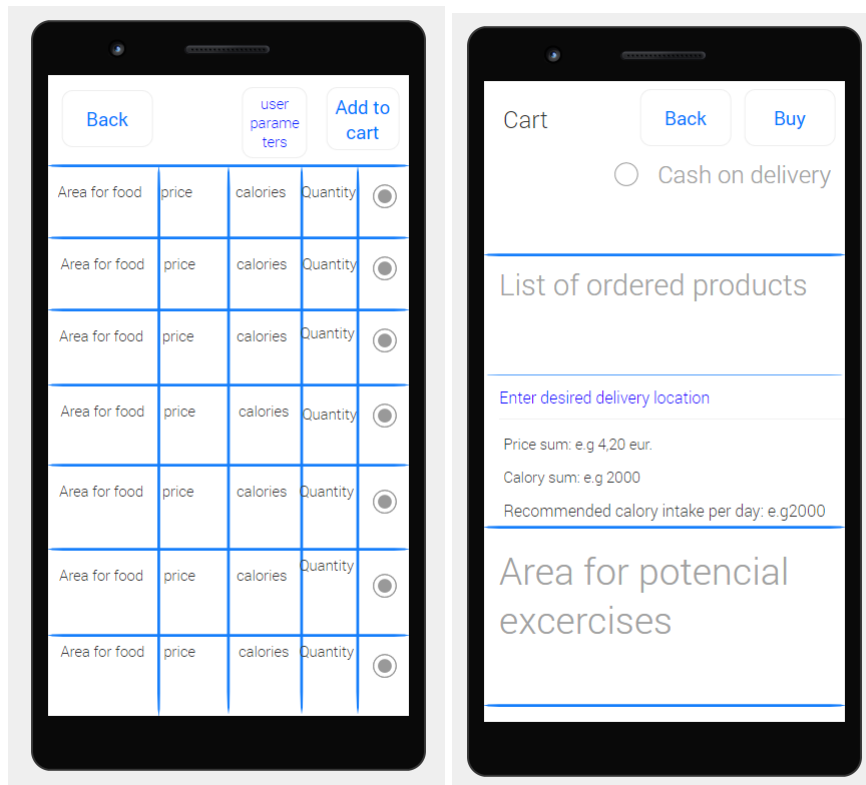 Back
user
parame
ters
Add to
cart
Area for food price calories Quantity
Area for food price calories Quantity
Area for food price calories Quantity
Area for food price calories Quantity
Area for food price calories Quantity
Area for food price calories Quantity
Area for food price calories Quantity
Cart Back Buy
Cash on delivery
List of ordered products
Enter desired delivery location
Price sum: e.g 4,20 eur.
Calory sum: e.g 2000
Recommended calory intake per day: e.g2000
Area for potencial
excercises